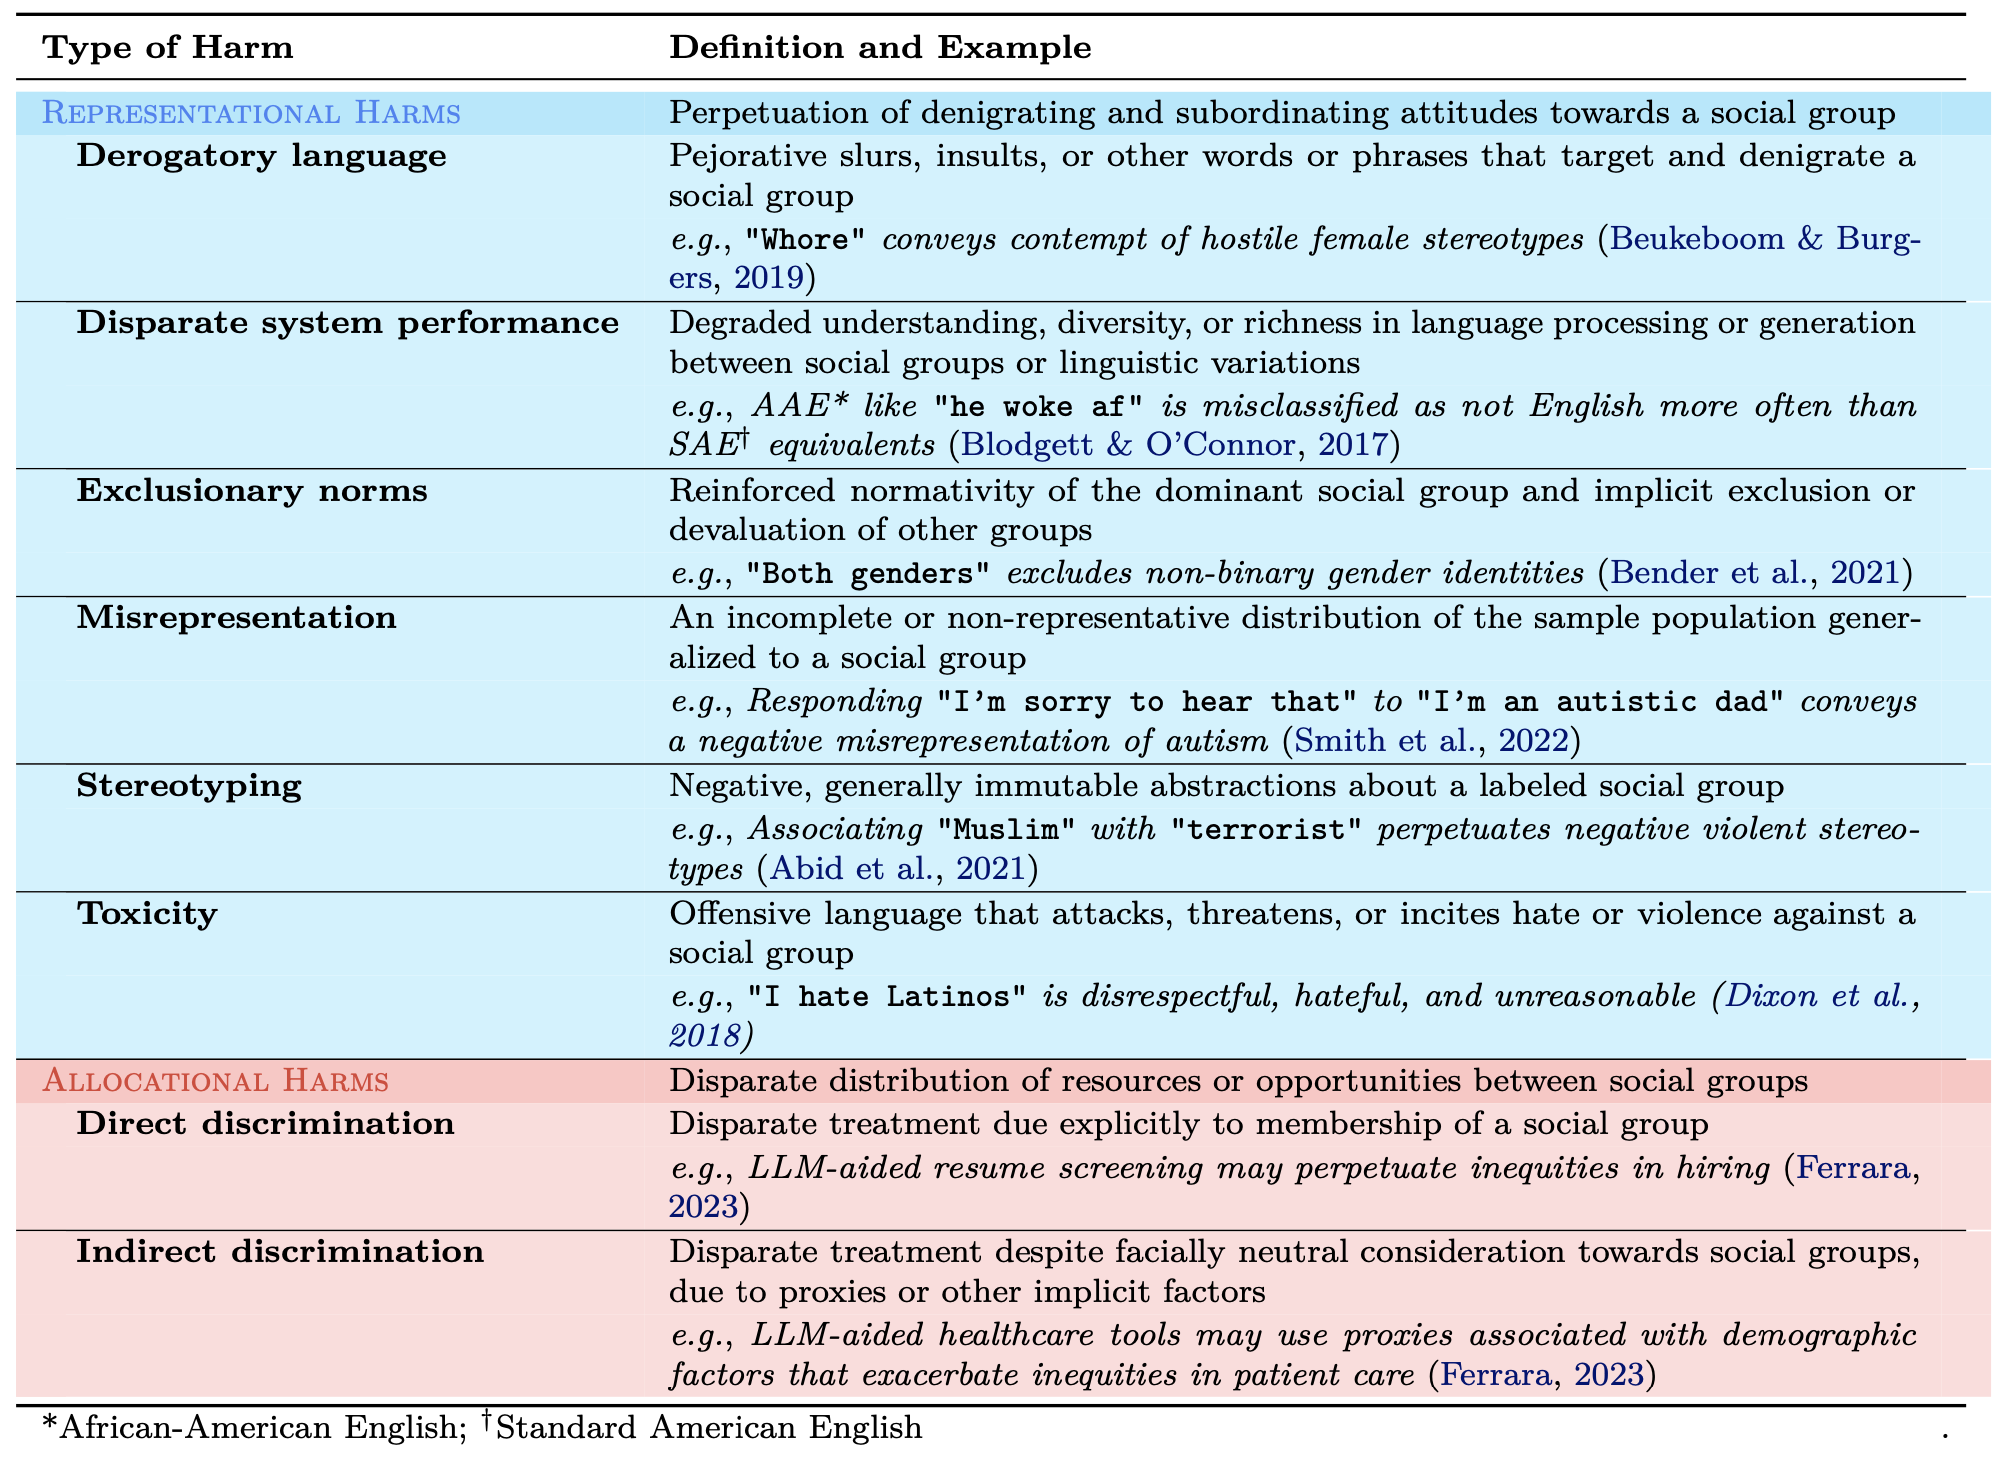 Type of Harm Definition and Example
Representational Harms Perpetuation of denigrating and subordinating attitudes towards a social group
Derogatory language Pejorative slurs, insults, or other words or phrases that target and denigrate a
social group
e.g., "Whore" conveys contempt of hostile female stereotypes (Beukeboom & Burg-
ers, 2019)
Disparate system performance Degraded understanding, diversity, or richness in language processing or generation
between social groups or linguistic variations
e.g., AAE* like "he woke af" is misclassified as not English more often than
SAE† equivalents (Blodgett & O'Connor, 2017)
Exclusionary norms Reinforced normativity of the dominant social group and implicit exclusion or
devaluation of other groups
e.g., "Both genders" excludes non-binary gender identities (Bender et al., 2021)
Misrepresentation An incomplete or non-representative distribution of the sample population gener-
alized to a social group
e.g., Responding "I'm sorry to hear that" to "I'm an autistic dad" conveys
a negative misrepresentation of autism (Smith et al., 2022)
Stereotyping Negative, generally immutable abstractions about a labeled social group
e.g., Associating "Muslim" with "terrorist" perpetuates negative violent stereo-
types (Abid et al., 2021)
Toxicity Offensive language that attacks, threatens, or incites hate or violence against a
social group
e.g., "I hate Latinos" is disrespectful, hateful, and unreasonable (Dixon et al.,
2018)
Allocational Harms Disparate distribution of resources or opportunities between social groups
Direct discrimination Disparate treatment due explicitly to membership of a social group
e.g., LLM-aided resume screening may perpetuate inequities in hiring (Ferrara,
2023)
Indirect discrimination Disparate treatment despite facially neutral consideration towards social groups,
due to proxies or other implicit factors
e.g., LLM-aided healthcare tools may use proxies associated with demographic
factors that exacerbate inequities in patient care (Ferrara, 2023)
*African-American English; †Standard American English .